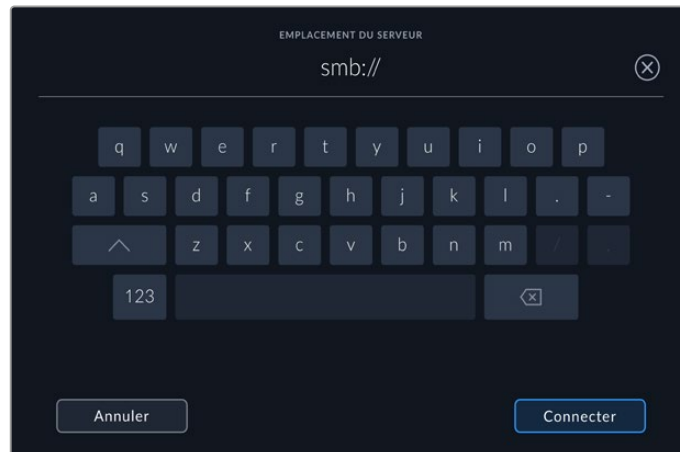 EMPLACEMENT DU SERVEUR
smb://
q w e r t y u i o p
a s d f g h j k l . -
z x c v b n m / .
123
Annuler Connecter